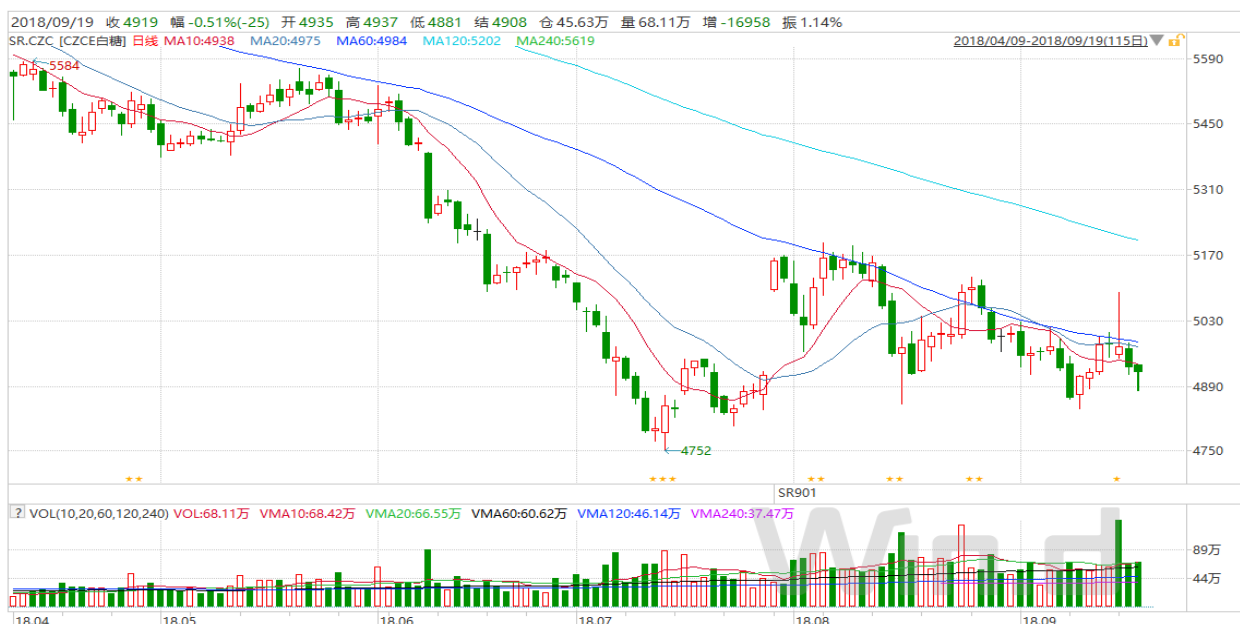 2018/09/19 收 4919 幅 -0.51%(-25) 开 4935 高 4937 低 4881 结 4908 仓 45.63万 量 68.11万 增 -16958 振 1.14%
SR.CZC [CZCE白糖] 日线 MA10:4938 MA20:4975 MA60:4984 MA120:5202 MA240:5619 2018/04/09-2018/09/19(115日)
5590
5584
5450
5310
5170
5030
4890
4752
4750
SR901
? VOL(10,20,60,120,240) VOL:68.11万 VMA10:68.42万 VMA20:66.55万 VMA60:60.62万 VMA120:46.14万 VMA240:37.47万
Wind
89万
44万
18.04 18.05 18.06 18.07 18.08 18.09